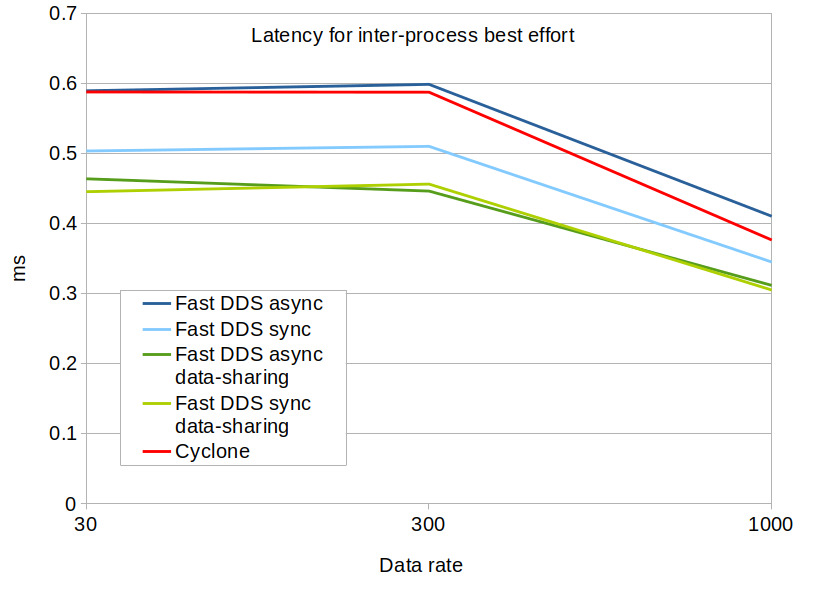 Latency for inter-process best effort
0.7
0.6
0.5
0.4
0.3
0.2
0.1
0
ms
Fast DDS async
Fast DDS sync
Fast DDS async
data-sharing
Fast DDS sync
data-sharing
Cyclone
30
300
1000
Data rate